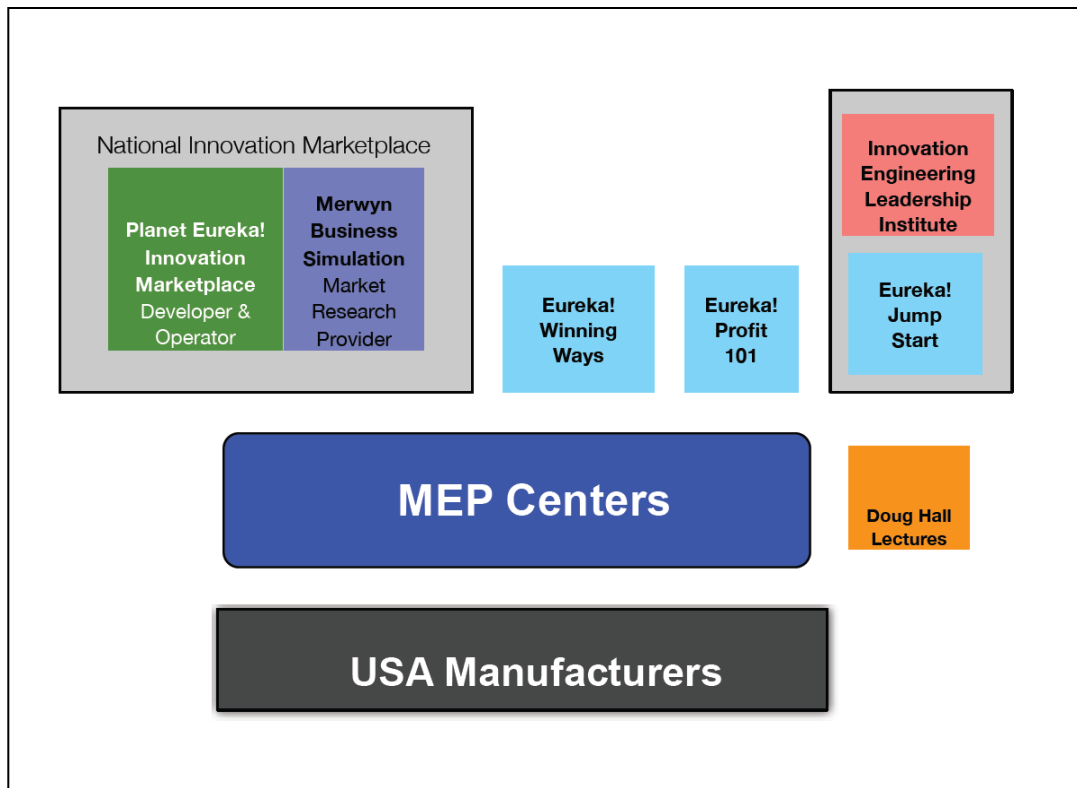 National Innovation Marketplace
Planet Eureka!
Innovation
Marketplace
Developer &
Operator
Merwyn
Business
Simulation
Market
Research
Provider
Eureka!
Winning
Ways
Eureka!
Profit
101
Innovation
Engineering
Leadership
Institute
Eureka!
Jump
Start
MEP Centers
Doug Hall
Lectures
USA Manufacturers